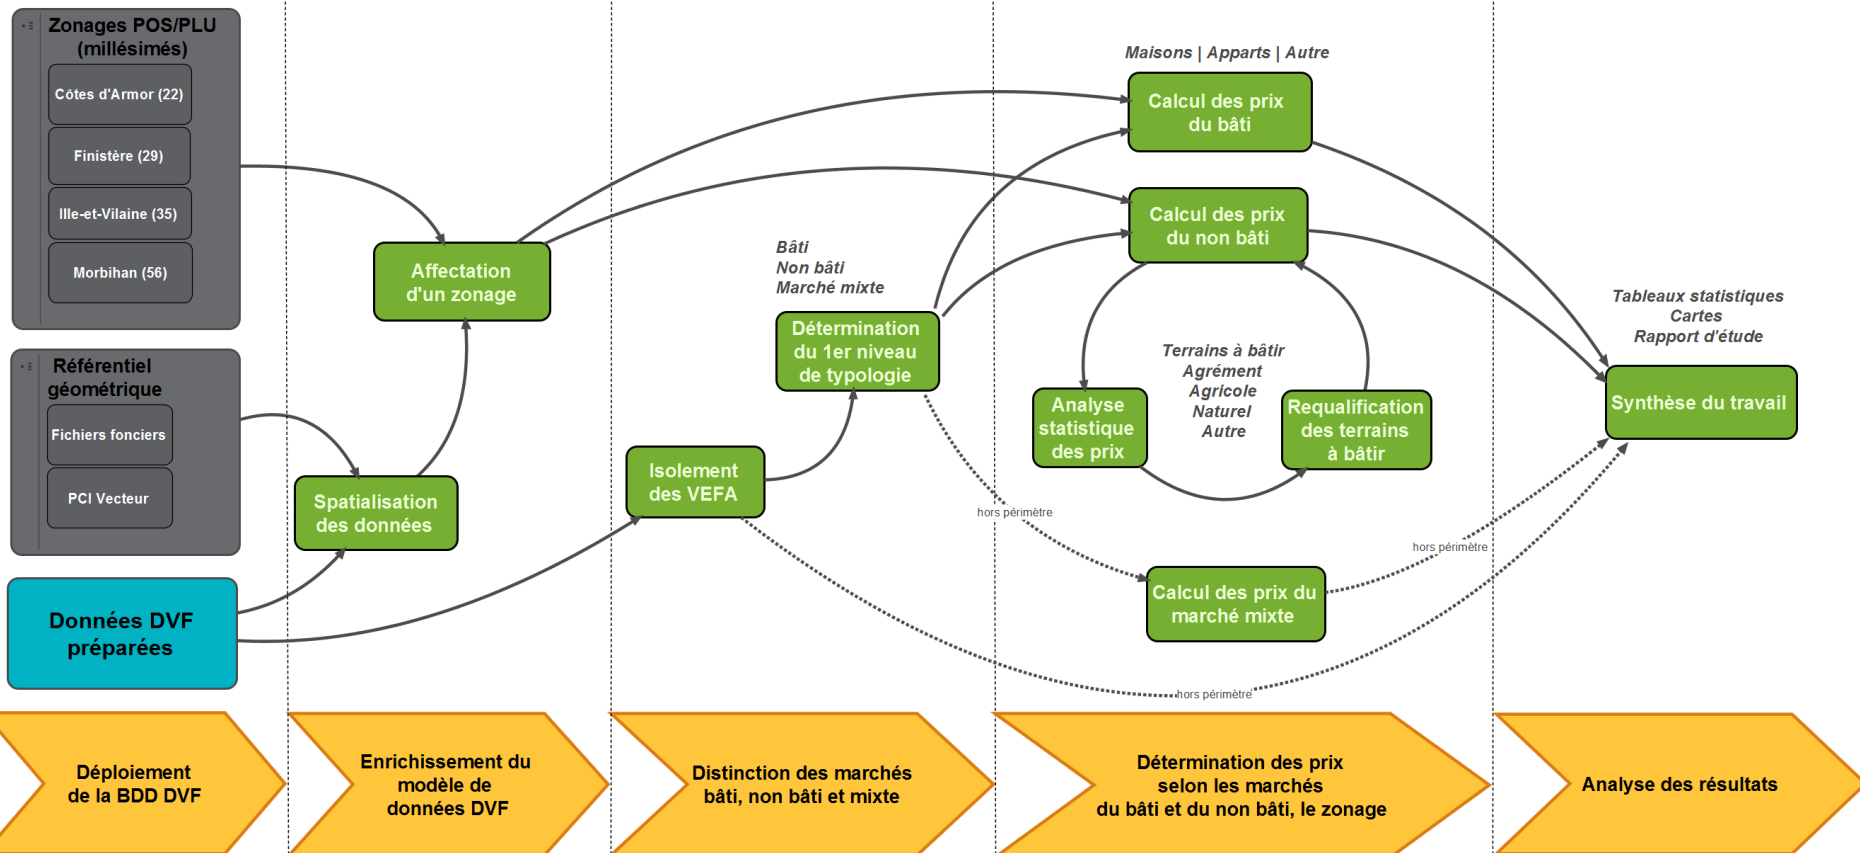 Zonages POS/PLU
(millésimés)
Côtes d'Armor (22)
Finistère (29)
Ille-et-Vilaine (35)
Morbihan (56)
Référentiel
géométrique
Fichiers fonciers
PCI Vecteur
Données DVF
préparées
Affectation
d'un zonage
Spatialisation
des données
Isolement
des VEFA
Bâti
Non bâti
Marché mixte
Détermination
du 1er niveau
de typologie
Maisons | Apparts | Autre
Calcul des prix
du bâti
Calcul des prix
du non bâti
Terrains à bâtir
Agrément
Agricole
Naturel
Autre
Analyse
statistique
des prix
Requalification
des terrains
à bâtir
hors périmètre
Calcul des prix du
marché mixte
hors périmètre
hors périmètre
Tableaux statistiques
Cartes
Rapport d'étude
Synthèse du travail
Déploiement
de la BDD DVF
Enrichissement du
modèle de
données DVF
Distinction des marchés
bâti, non bâti et mixte
Détermination des prix
selon les marchés
du bâti et du non bâti, le zonage
Analyse des résultats